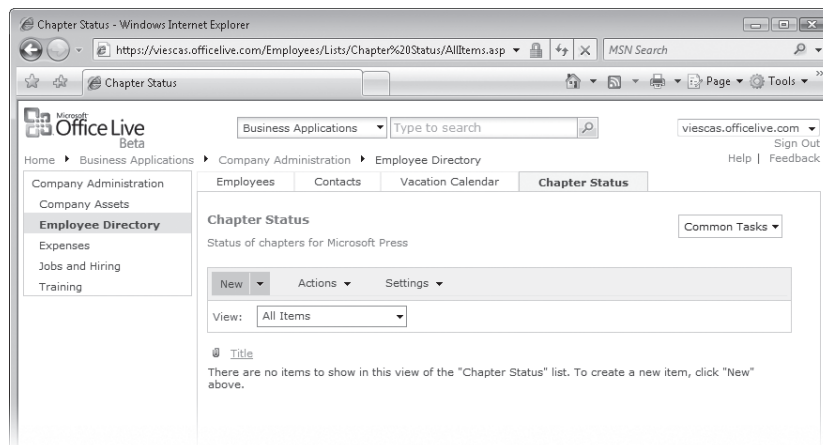 Chapter Status - Windows Internet Explorer
https://viescas.officelive.com/Employees/Lists/Chapter%20Status/AllItems.asp
MSN Search
Chapter Status
Page
Tools
Microsoft
Office Live
Beta
Business Applications
Type to search
viescas.officelive.com
Sign Out
Home Business Applications Company Administration Employee Directory
Help | Feedback
Company Administration
Company Assets
Employee Directory
Expenses
Jobs and Hiring
Training
Employees Contacts Vacation Calendar Chapter Status
Chapter Status
Common Tasks
Status of chapters for Microsoft Press
New Actions Settings
View: All Items
Title
There are no items to show in this view of the "Chapter Status" list. To create a new item, click "New"
above.